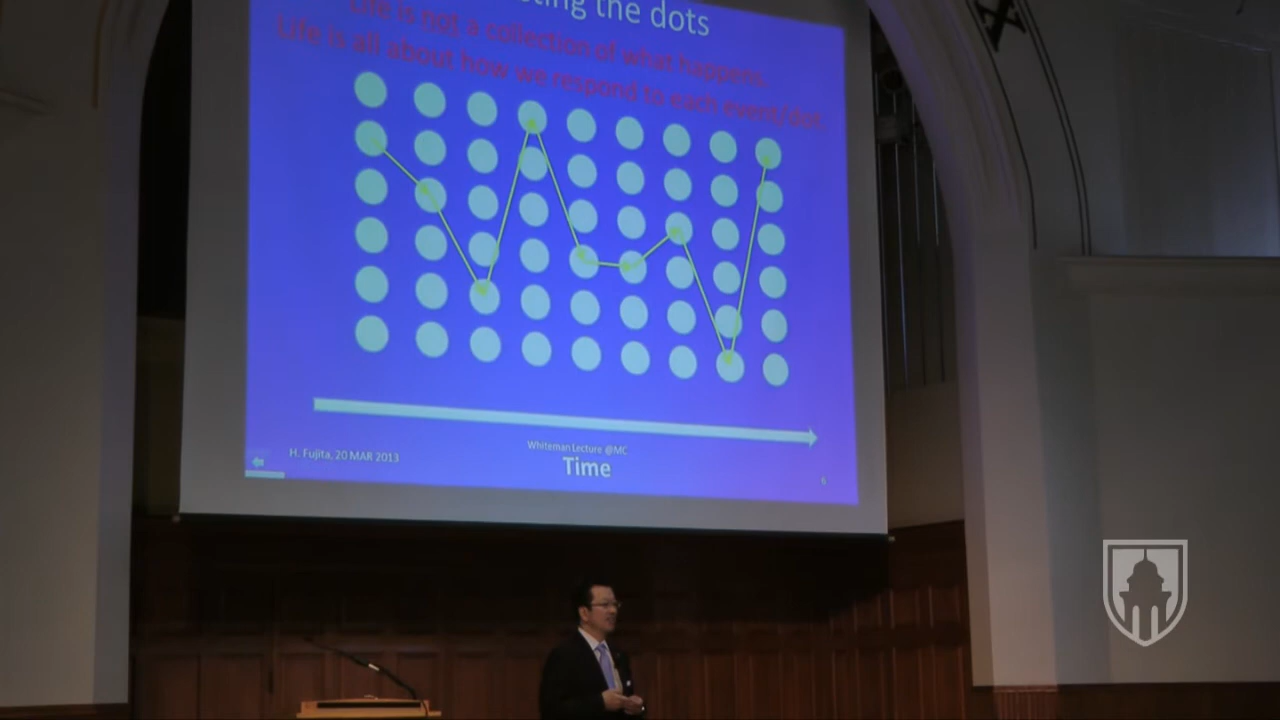 the dots
Life is not a collection of what happens.
Life is all about how we respond to each event/dot.
H. Fujita, 20 MAR 2013
Whiteman Lecture @MC
Time
6